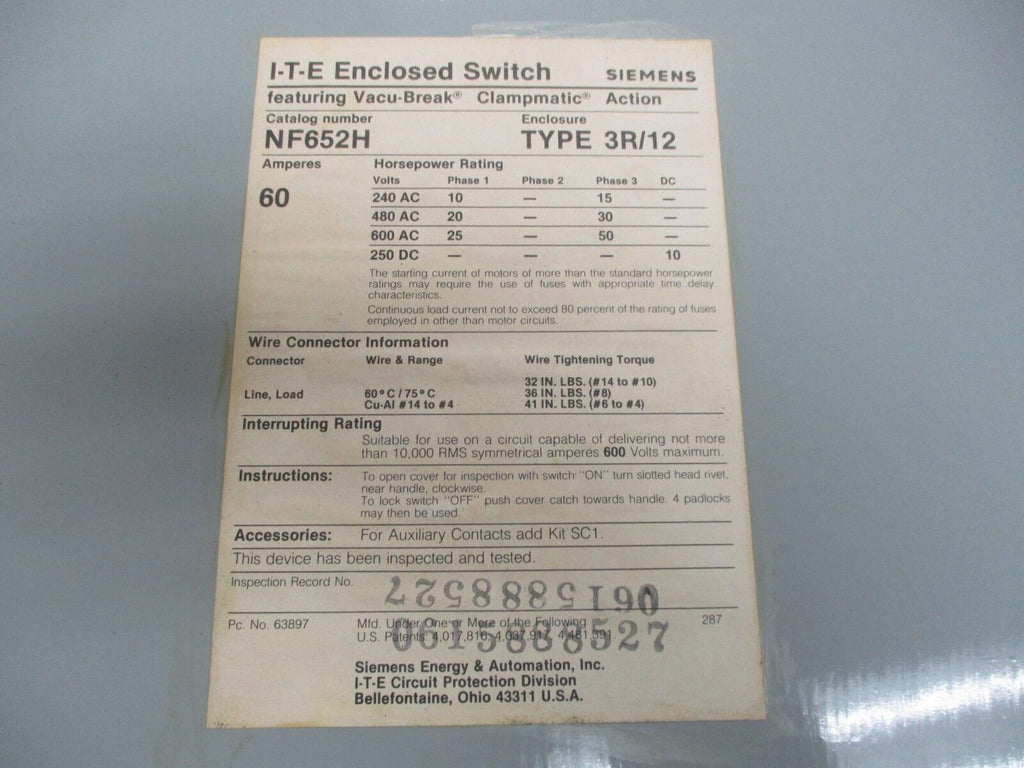 I-T-E Enclosed Switch SIEMENS
featuring Vacu-Break® Clampmatic® Action
Catalog number Enclosure
NF652H TYPE 3R/12
Amperes Horsepower Rating
Volts Phase 1 Phase 2 Phase 3 DC
60 240 AC 10 — 15 —
480 AC 20 — 30 —
600 AC 25 — 50 —
250 DC — — — 10
The starting current of motors of more than the standard horsepower
ratings may require the use of fuses with appropriate time delay
characteristics.
Continuous load current not to exceed 80 percent of the rating of fuses
employed in other than motor circuits.
Wire Connector Information
Connector Wire & Range Wire Tightening Torque
32 IN. LBS. (#14 to #10)
Line, Load 60°C/75°C 36 IN. LBS. (#8)
Cu-Al #14 to #4 41 IN. LBS. (#6 to #4)
Interrupting Rating
Suitable for use on a circuit capable of delivering not more
than 10,000 RMS symmetrical amperes 600 Volts maximum.
Instructions: To open cover for inspection with switch "ON" turn slotted head rivet,
near handle, clockwise.
To lock switch "OFF" push cover catch towards handle. 4 padlocks
may then be used.
Accessories: For Auxiliary Contacts add Kit SC1.
This device has been inspected and tested.
Inspection Record No. 0615888527
Pc. No. 63897 Mfd. Under One or More of the Following 287
U.S. Patents 4,017,816-4,037,917, 4,481,391
0615888527
Siemens Energy & Automation, Inc.
I-T-E Circuit Protection Division
Bellefontaine, Ohio 43311 U.S.A.